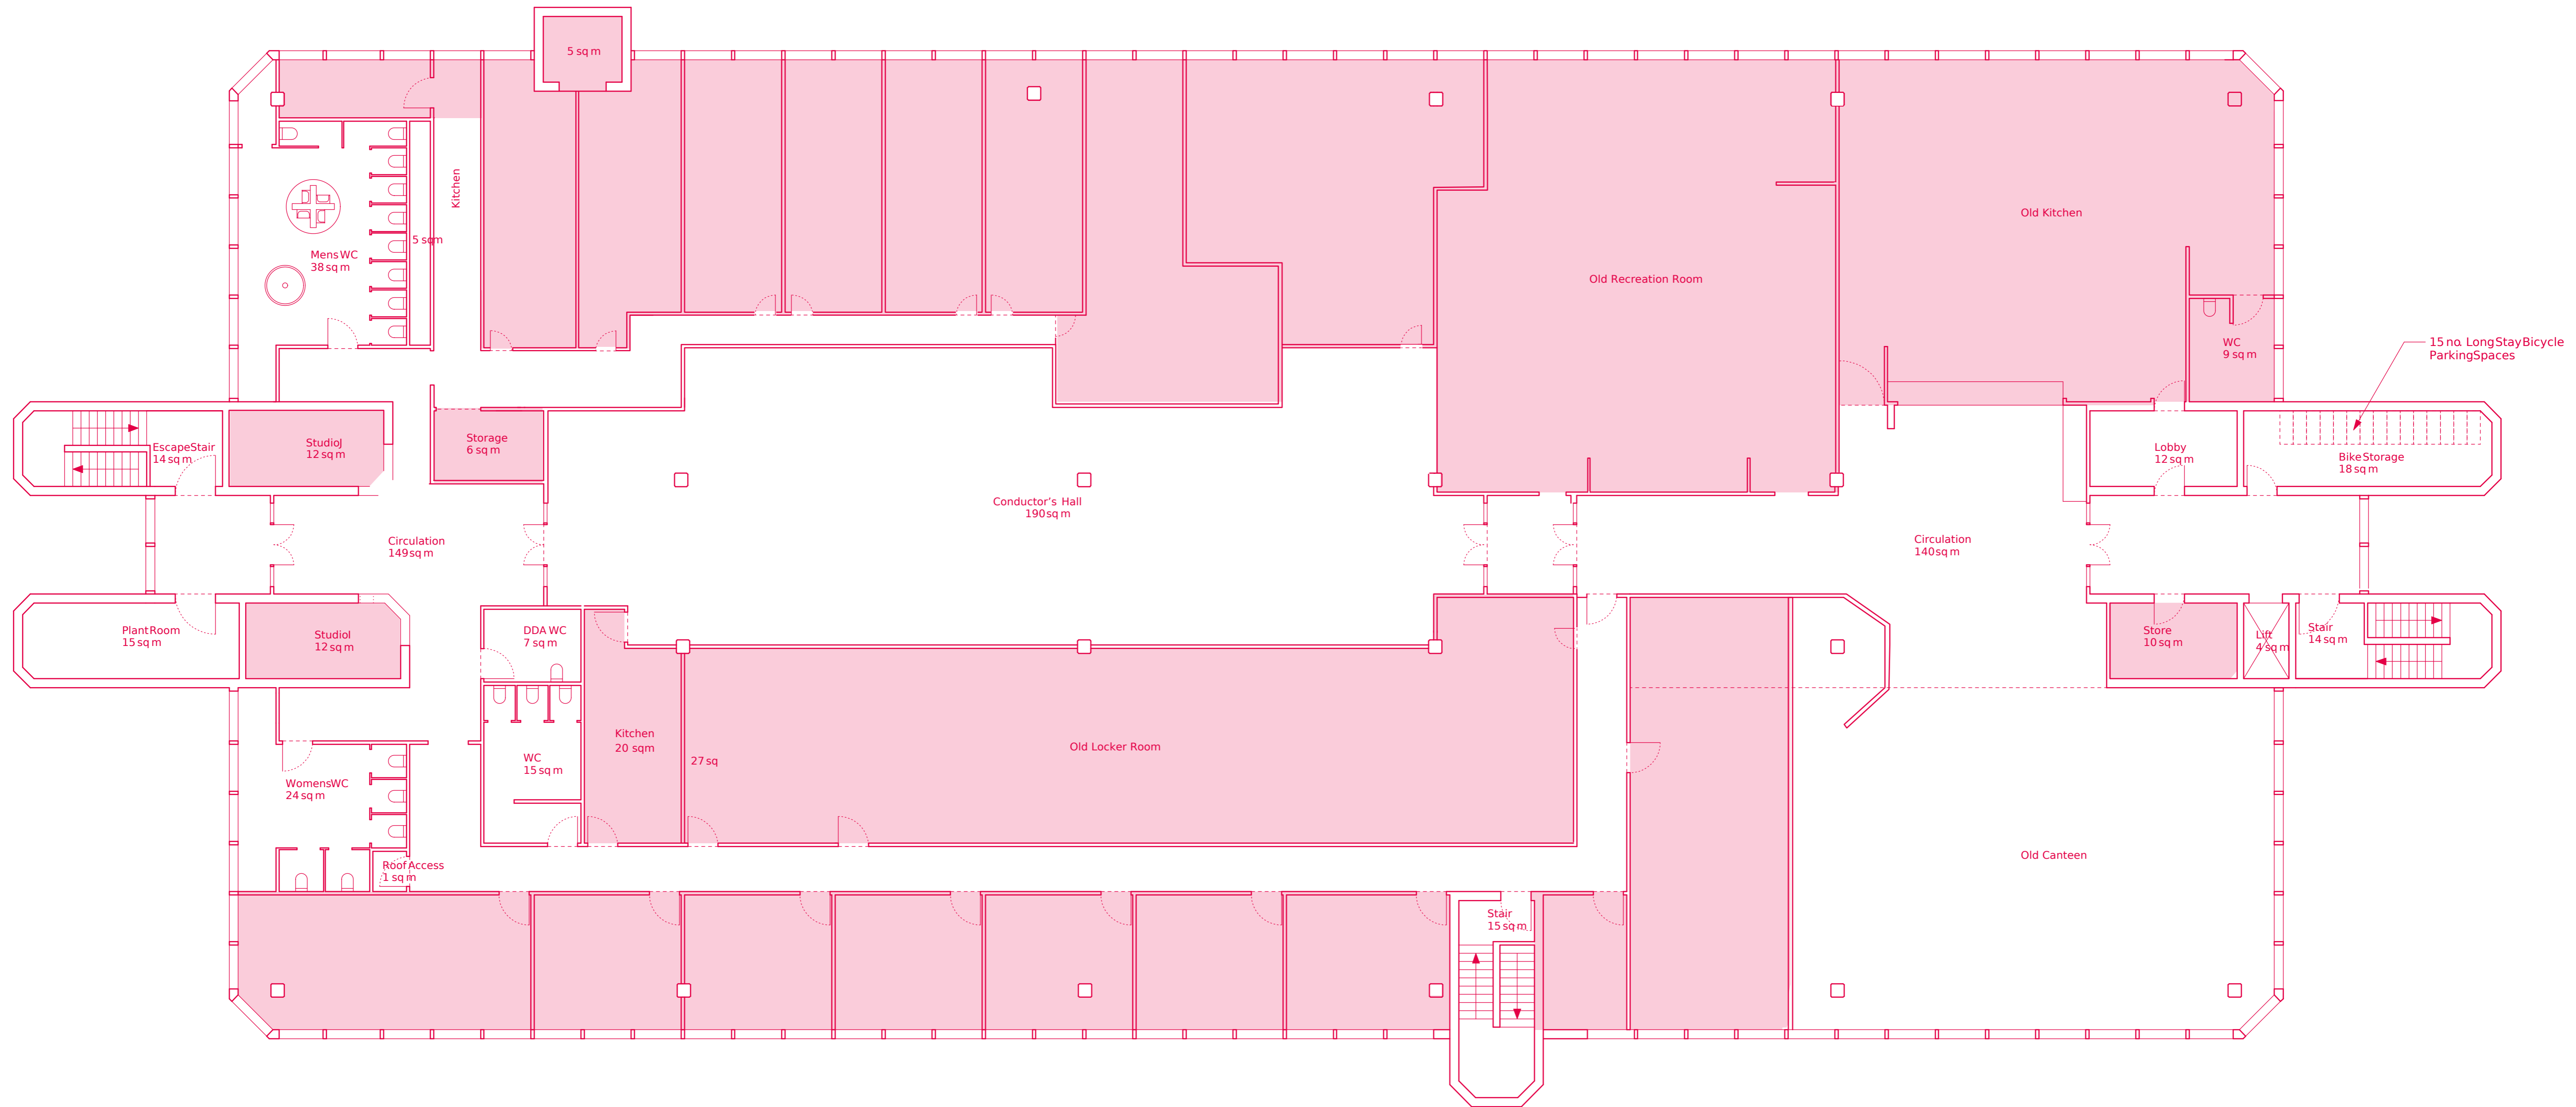 5 sq m
Kitchen
5 sqm
Mens WC
38 sq m
Old Kitchen
Old Recreation Room
WC
9 sq m
15 no. Long Stay Bicycle
Parking Spaces
Escape Stair
14 sq m
Studio J
12 sq m
Storage
6 sq m
Lobby
12 sq m
Bike Storage
18 sq m
Conductor's Hall
190 sq m
Circulation
149 sq m
Circulation
140 sq m
Plant Room
15 sq m
Studio I
12 sq m
DDA WC
7 sq m
Store
10 sq m
Lift
4 sq m
Stair
14 sq m
Kitchen
20 sqm
27 sq
Old Locker Room
WC
15 sq m
Womens WC
24 sq m
Old Canteen
Roof Access
1 sq m
Stair
15 sq m